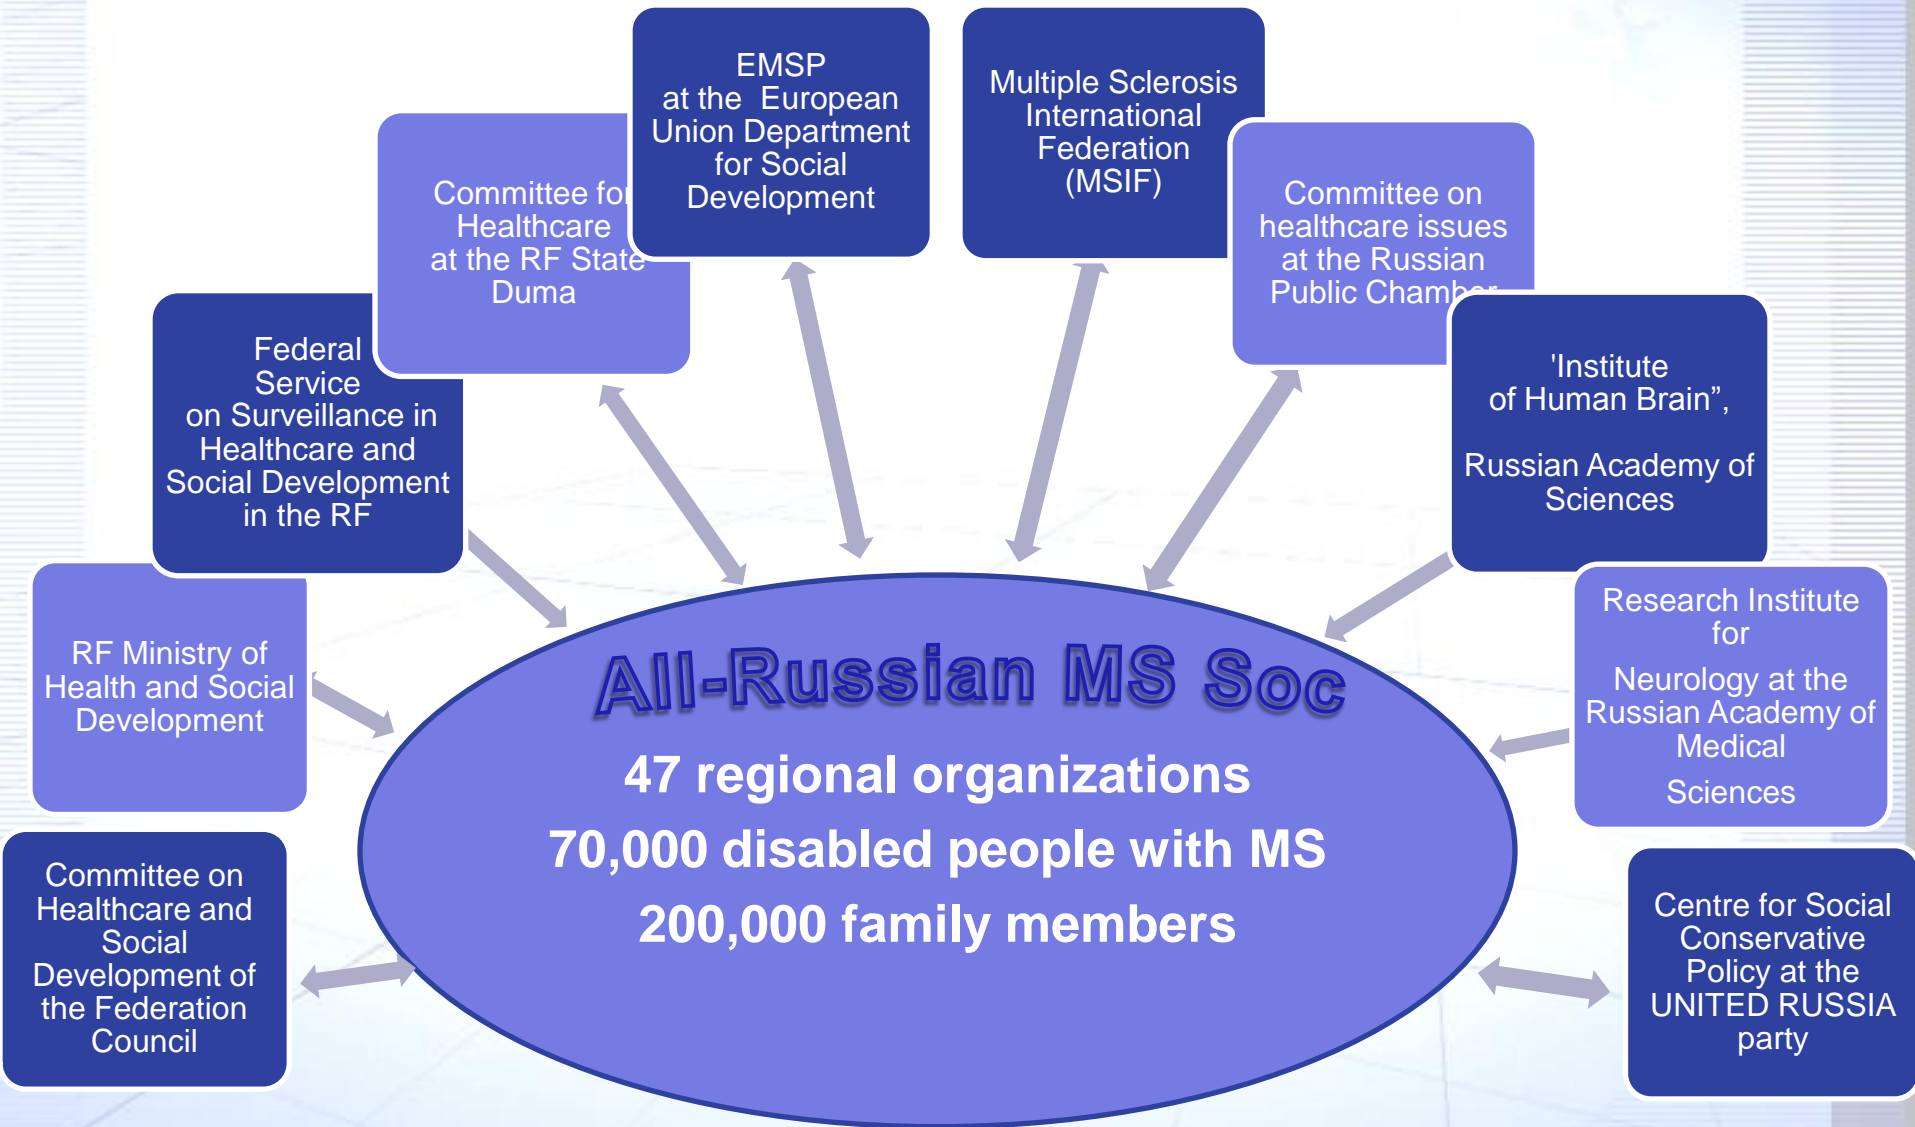 EMSP
at the European
Union Department
for Social
Development
Multiple Sclerosis
International
Federation
(MSIF)
Committee for
Healthcare
at the RF State
Duma
Committee on
healthcare issues
at the Russian
Public Chamber
Federal
Service
on Surveillance in
Healthcare and
Social Development
in the RF
'Institute
of Human Brain”,
Russian Academy of
Sciences
RF Ministry of
Health and Social
Development
Research Institute
for
Neurology at the
Russian Academy of
Medical
Sciences
Committee on
Healthcare and
Social
Development of
the Federation
Council
Centre for Social
Conservative
Policy at the
UNITED RUSSIA
party
All-Russian MS Soc
47 regional organizations
70,000 disabled people with MS
200,000 family members